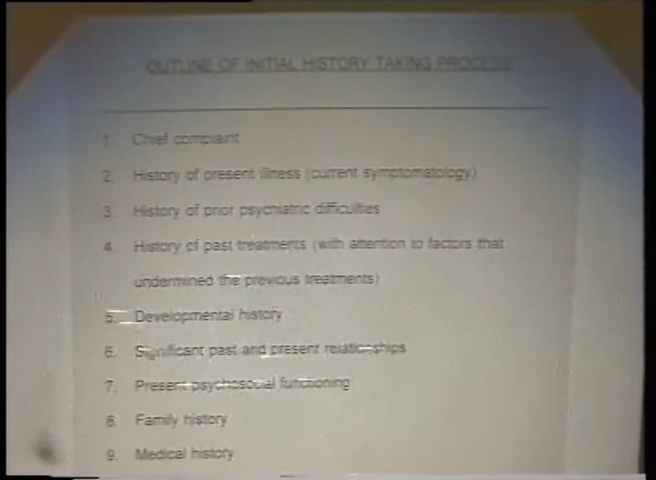 OUTLINE OF INITIAL HISTORY TAKING PROCESS
1. Chief complaint
2. History of present illness (current symptomatology)
3. History of prior psychiatric difficulties
4. History of past treatments (with attention to factors that
undermined the previous treatments)
5. Developmental history
6. Significant past and present relationships
7. Present psychosocial functioning
8. Family history
9. Medical history